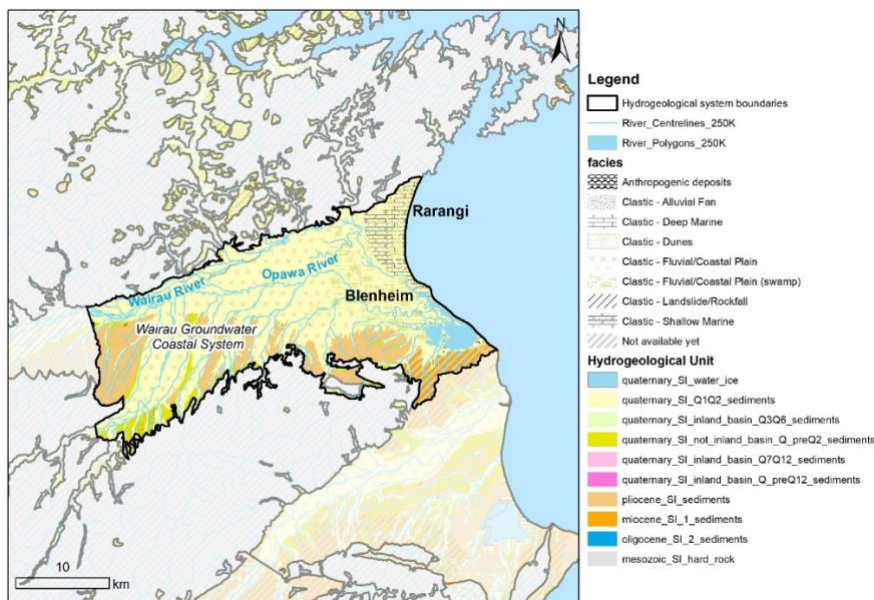 N
Rarangi
Opawa River
Wairau River
Blenheim
Wairau Groundwater
Coastal System
10
km
Legend
Hydrogeological system boundaries
River_Centrelines_250K
River_Polygons_250K
facies
Anthropogenic deposits
Clastic - Alluvial Fan
Clastic - Deep Marine
Clastic - Dunes
Clastic - Fluvial/Coastal Plain
Clastic - Fluvial/Coastal Plain (swamp)
Clastic - Landslide/Rockfall
Clastic - Shallow Marine
Not available yet
Hydrogeological Unit
quaternary_SI_water_ice
quaternary_SI_Q1Q2_sediments
quaternary_SI_inland_basin_Q3Q6_sediments
quaternary_SI_not_inland_basin_Q_preQ2_sediments
quaternary_SI_inland_basin_Q7Q12_sediments
quaternary_SI_inland_basin_Q_preQ12_sediments
pliocene_SI_sediments
miocene_SI_1_sediments
oligocene_SI_2_sediments
mesozoic_SI_hard_rock